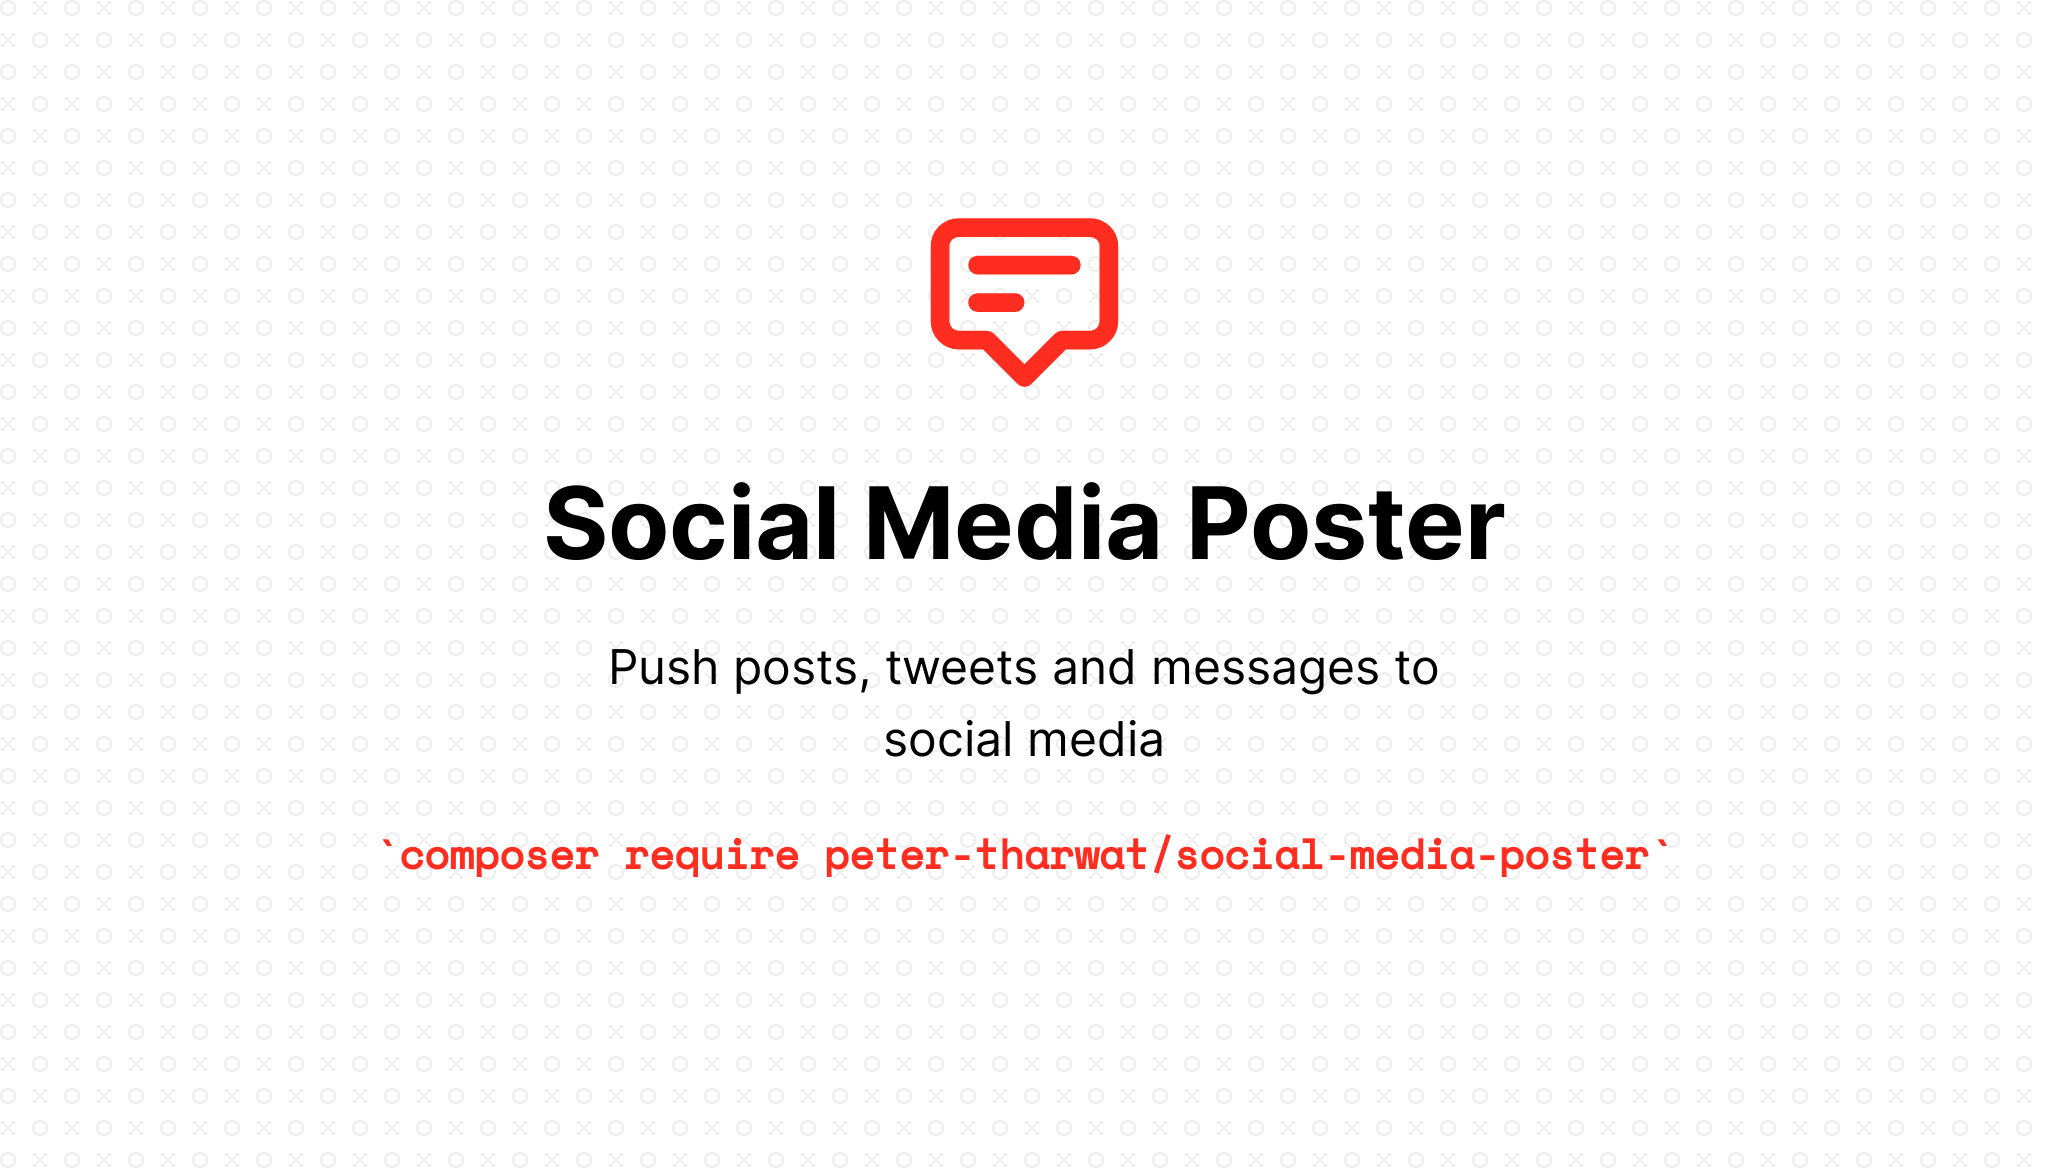 Social Media Poster
Push posts, tweets and messages to
social media
`composer require peter-tharwat/social-media-poster`